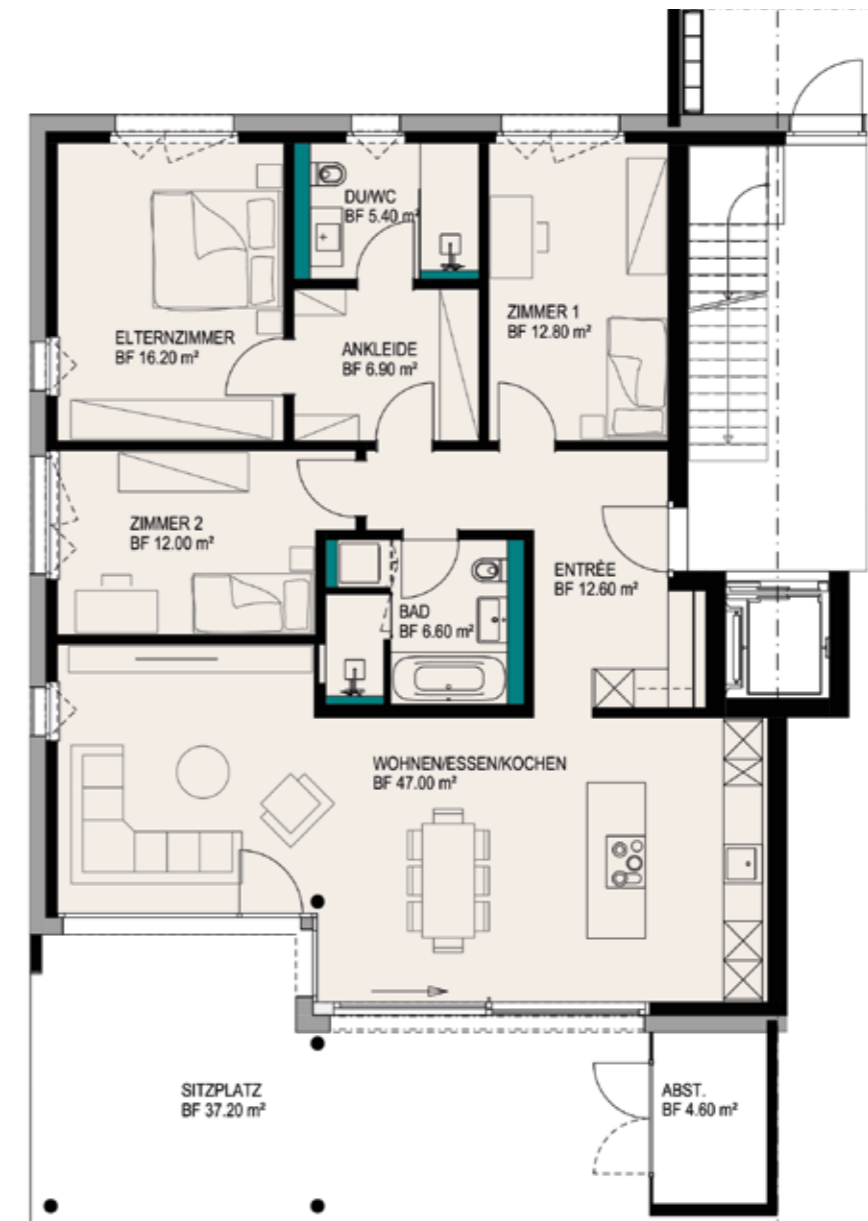 DU/WC
BF 5.40 m²
ZIMMER 1
BF 12.80 m²
ELTERNZIMMER
BF 16.20 m²
ANKLEIDE
BF 6.90 m²
ZIMMER 2
BF 12.00 m²
ENTRÈE
BF 12.60 m²
BAD
BF 6.60 m²
WOHNEN/ESSEN/KOCHEN
BF 47.00 m²
SITZPLATZ
BF 37.20 m²
ABST.
BF 4.60 m²